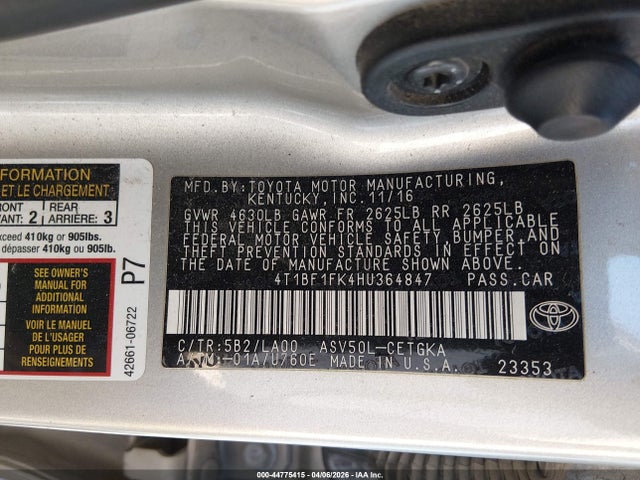 FORMATION
ET LE CHARGEMENT
FRONT
VANT: 2
REAR
ARRIÈRE: 3
xceed 410kg or 905lbs.
dépasser 410kg ou 905lb.
SEE OWNER'S
MANUAL FOR
ADDITIONAL
INFORMATION
VOIR LE MANUEL
DE L'USAGER
POUR PLUS DE
RENSEIGNEMENTS
P7
42661-06722
MFD.BY:TOYOTA MOTOR MANUFACTURING,
KENTUCKY, INC.11/16
GVWR 4630LB GAWR FR 2625LB RR 2625LB
THIS VEHICLE CONFORMS TO ALL APPLICABLE
FEDERAL MOTOR VEHICLE SAFETY,BUMPER,AND
THEFT PREVENTION STANDARDS IN EFFECT ON
THE DATE OF MANUFACTURE SHOWN ABOVE.
4T1BF1FK4HU364847 PASS.CAR
C/TR:5B2/LA00 ASV50L-CETGKA
-01A/U760E MADE IN U.S.A.
23353
TOYOTA
000-44775415 - 04/06/2026 - IAA Inc.